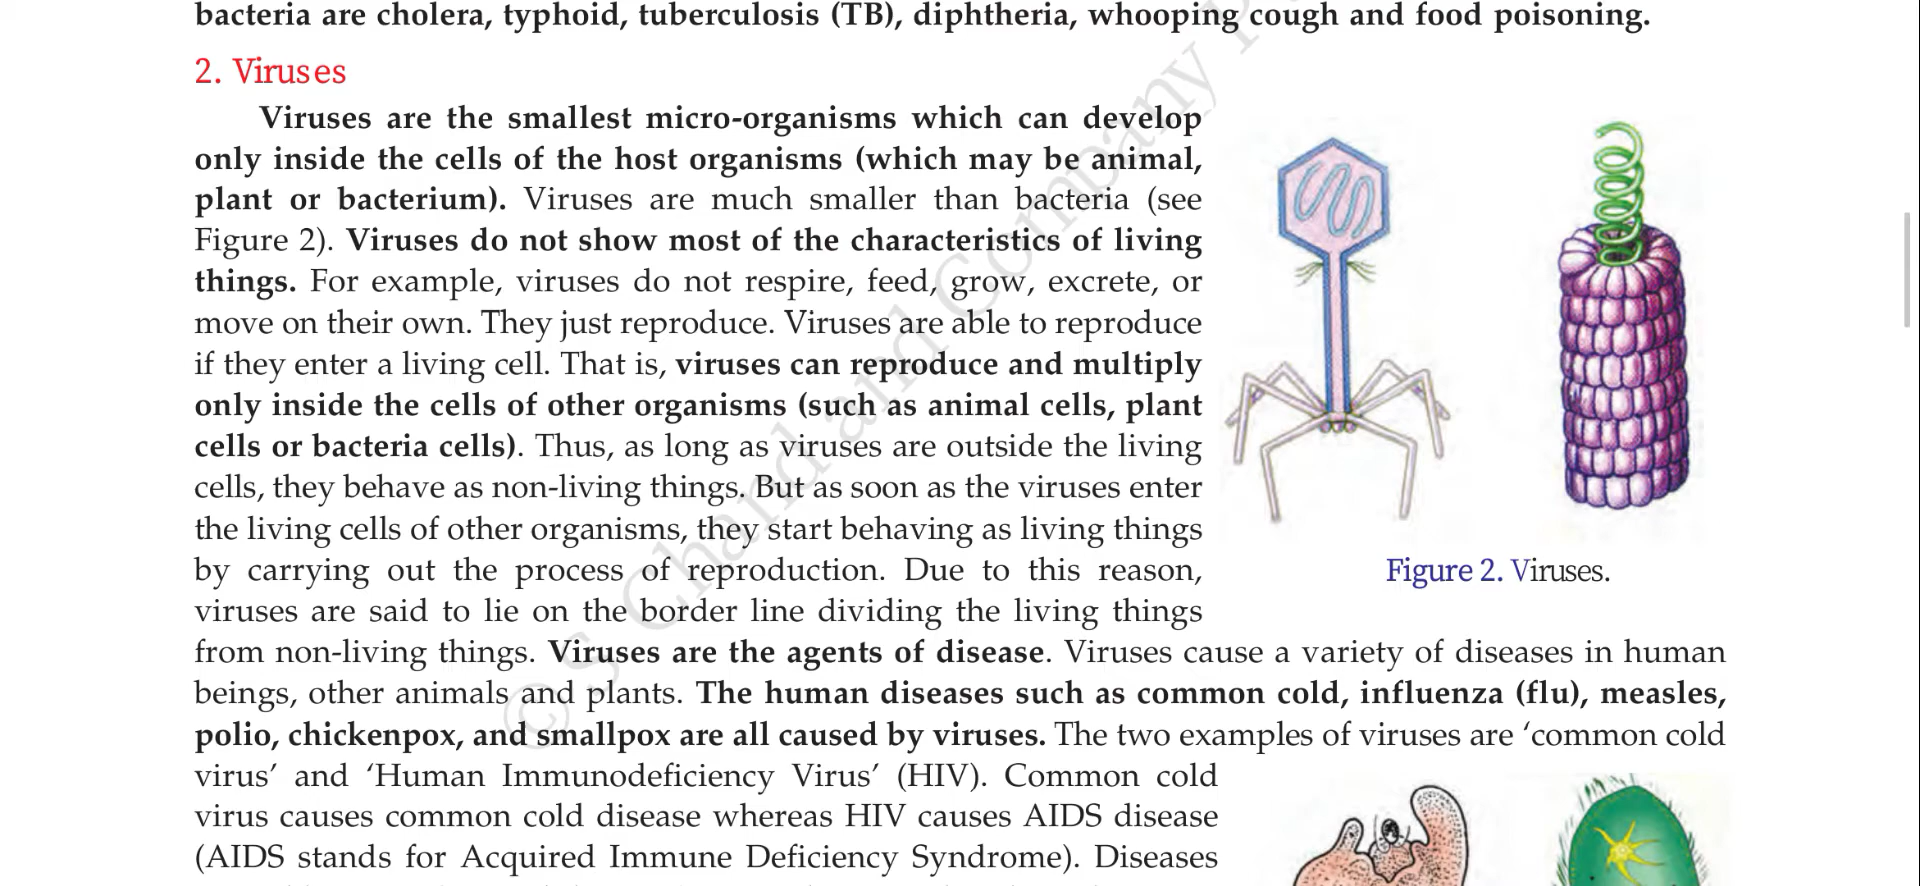 bacteria are cholera, typhoid, tuberculosis (TB), diphtheria, whooping cough and food poisoning.
2. Viruses
Viruses are the smallest micro-organisms which can develop
only inside the cells of the host organisms (which may be animal,
plant or bacterium). Viruses are much smaller than bacteria (see
Figure 2). Viruses do not show most of the characteristics of living
things. For example, viruses do not respire, feed, grow, excrete, or
move on their own. They just reproduce. Viruses are able to reproduce
if they enter a living cell. That is, viruses can reproduce and multiply
only inside the cells of other organisms (such as animal cells, plant
cells or bacteria cells). Thus, as long as viruses are outside the living
cells, they behave as non-living things. But as soon as the viruses enter
the living cells of other organisms, they start behaving as living things
by carrying out the process of reproduction. Due to this reason,
viruses are said to lie on the border line dividing the living things
from non-living things. Viruses are the agents of disease. Viruses cause a variety of diseases in human
beings, other animals and plants. The human diseases such as common cold, influenza (flu), measles,
polio, chickenpox, and smallpox are all caused by viruses. The two examples of viruses are ‘common cold
virus’ and ‘Human Immunodeficiency Virus’ (HIV). Common cold
virus causes common cold disease whereas HIV causes AIDS disease
(AIDS stands for Acquired Immune Deficiency Syndrome). Diseases
Figure 2. Viruses.
© S Chand and Company P